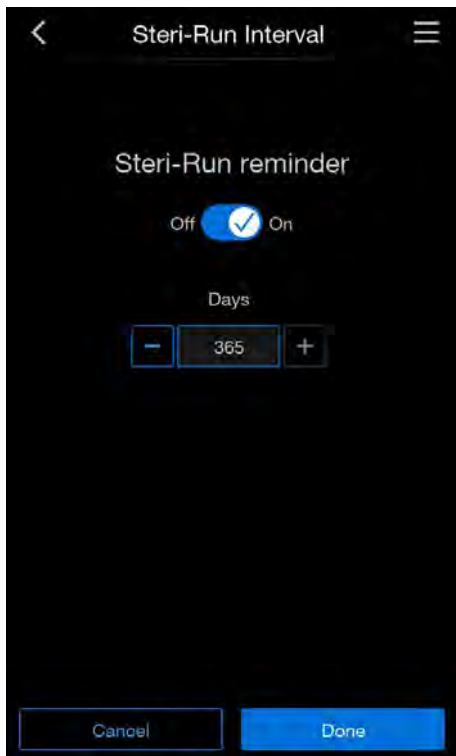 Steri-Run Interval
Steri-Run reminder
Off On
Days
− 365 +
Cancel Done